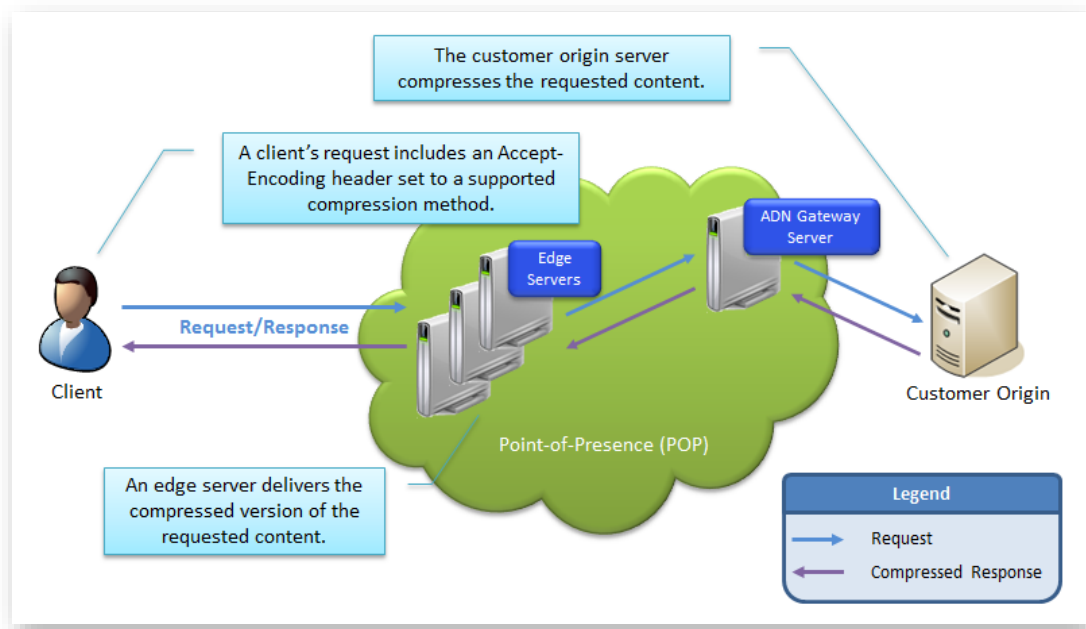 The customer origin server
compresses the requested content.
A client's request includes an Accept-
Encoding header set to a supported
compression method.
ADN Gateway
Server
Edge
Servers
Request/Response
Client
Customer Origin
Point-of-Presence (POP)
An edge server delivers the
compressed version of the
requested content.
Legend
Request
Compressed Response